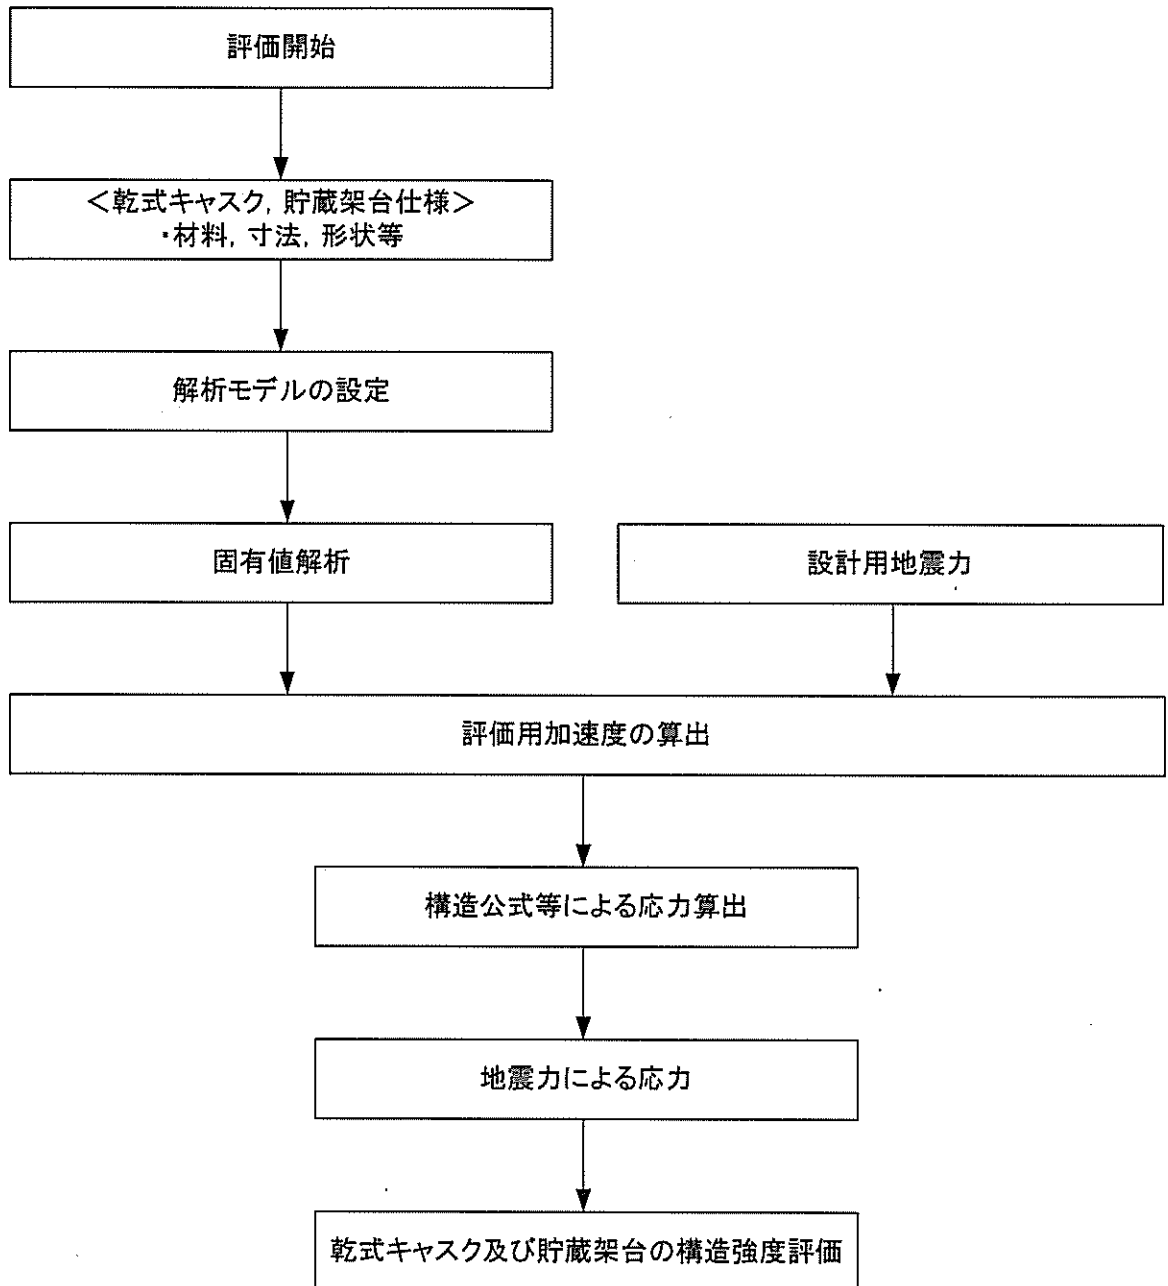 評価開始
＜乾式キャスク, 貯蔵架台仕様＞
・材料, 寸法, 形状等
解析モデルの設定
固有値解析
設計用地震力
評価用加速度の算出
構造公式等による応力算出
地震力による応力
乾式キャスク及び貯蔵架台の構造強度評価